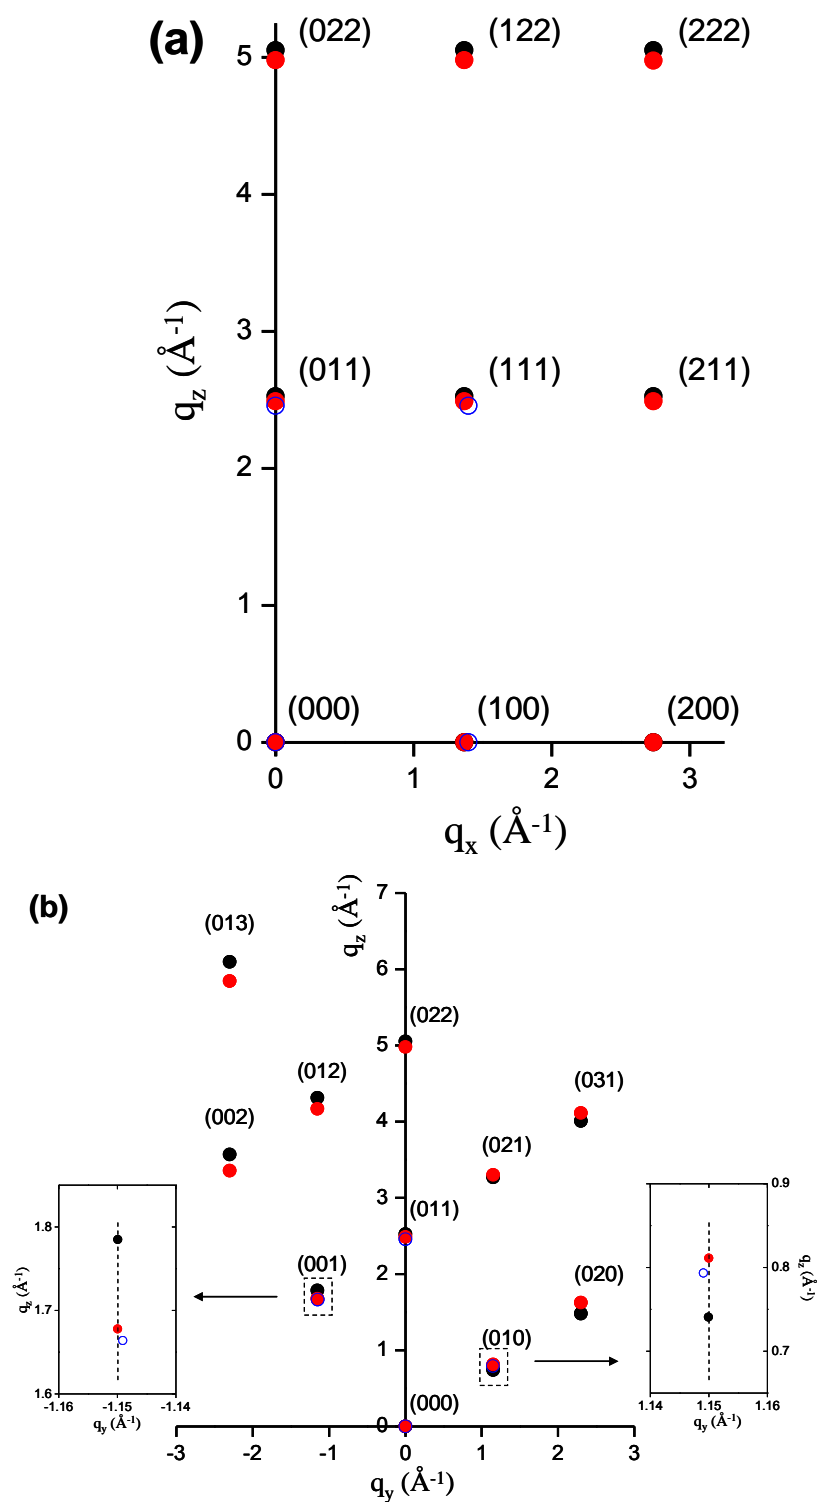 (a)
(022) (122) (222)
5
4
3
(011) (111) (211)
q_z (Å⁻¹)
2
1
(000) (100) (200)
0
0 1 2 3
q_x (Å⁻¹)
(b)
q_z (Å⁻¹)
7
(013)
6
(022)
5
(012)
(031)
4
(002)
(021)
3
(011)
2
(001)
(020)
(010)
1
(000)
0
-3 -2 -1 0 1 2 3
q_y (Å⁻¹)
1.8
1.7
1.6
q_z (Å⁻¹)
-1.16 -1.15 -1.14
q_y (Å⁻¹)
0.9
0.8
0.7
q_z (Å⁻¹)
1.14 1.15 1.16
q_y (Å⁻¹)